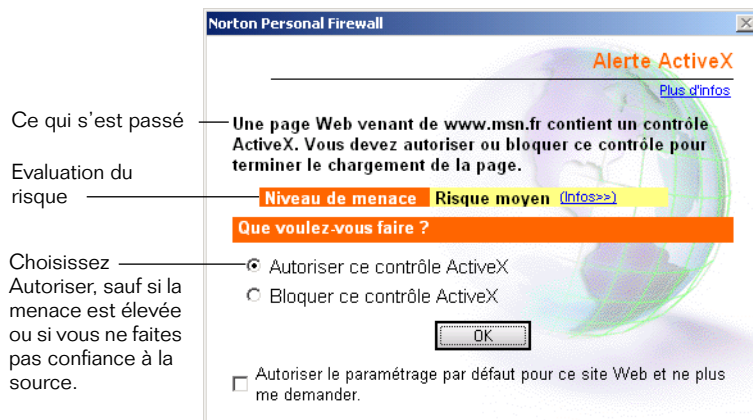 Norton Personal Firewall
Alerte ActiveX
Plus d'infos
Ce qui s'est passé
Une page Web venant de www.msn.fr contient un contrôle
ActiveX. Vous devez autoriser ou bloquer ce contrôle pour
terminer le chargement de la page.
Evaluation du
risque
Niveau de menace Risque moyen (Infos>>)
Que voulez-vous faire ?
Choisissez
Autoriser, sauf si la
menace est élevée
ou si vous ne faites
pas confiance à la
source.
Autoriser ce contrôle ActiveX
Bloquer ce contrôle ActiveX
OK
Autoriser le paramétrage par défaut pour ce site Web et ne plus
me demander.